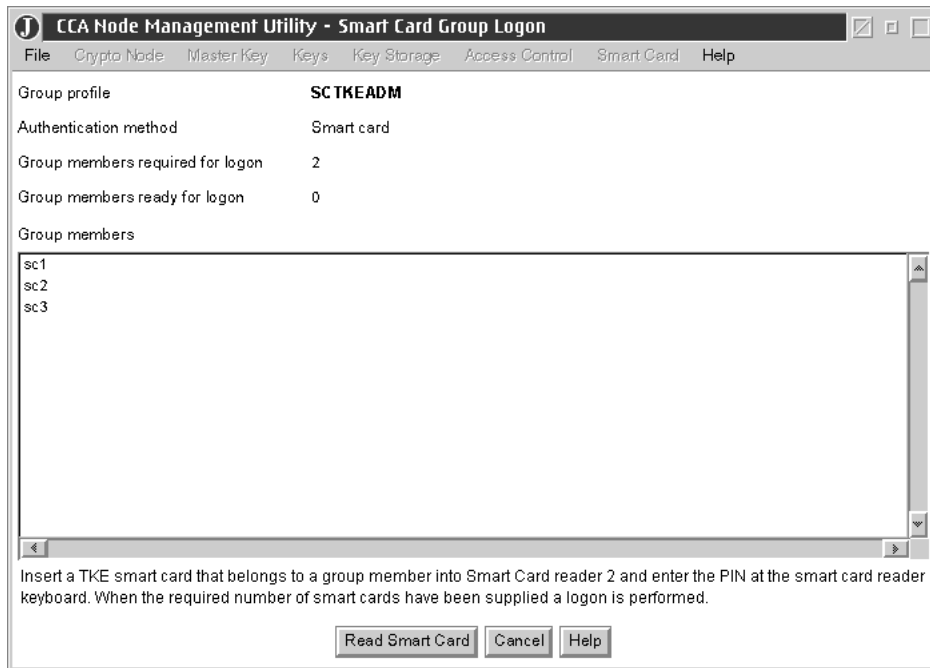 J CCA Node Management Utility - Smart Card Group Logon
File Crypto Node Master Key Keys Key Storage Access Control Smart Card Help
Group profile SCTKEADM
Authentication method Smart card
Group members required for logon 2
Group members ready for logon 0
Group members
sc1
sc2
sc3
Insert a TKE smart card that belongs to a group member into Smart Card reader 2 and enter the PIN at the smart card reader
keyboard. When the required number of smart cards have been supplied a logon is performed.
Read Smart Card Cancel Help